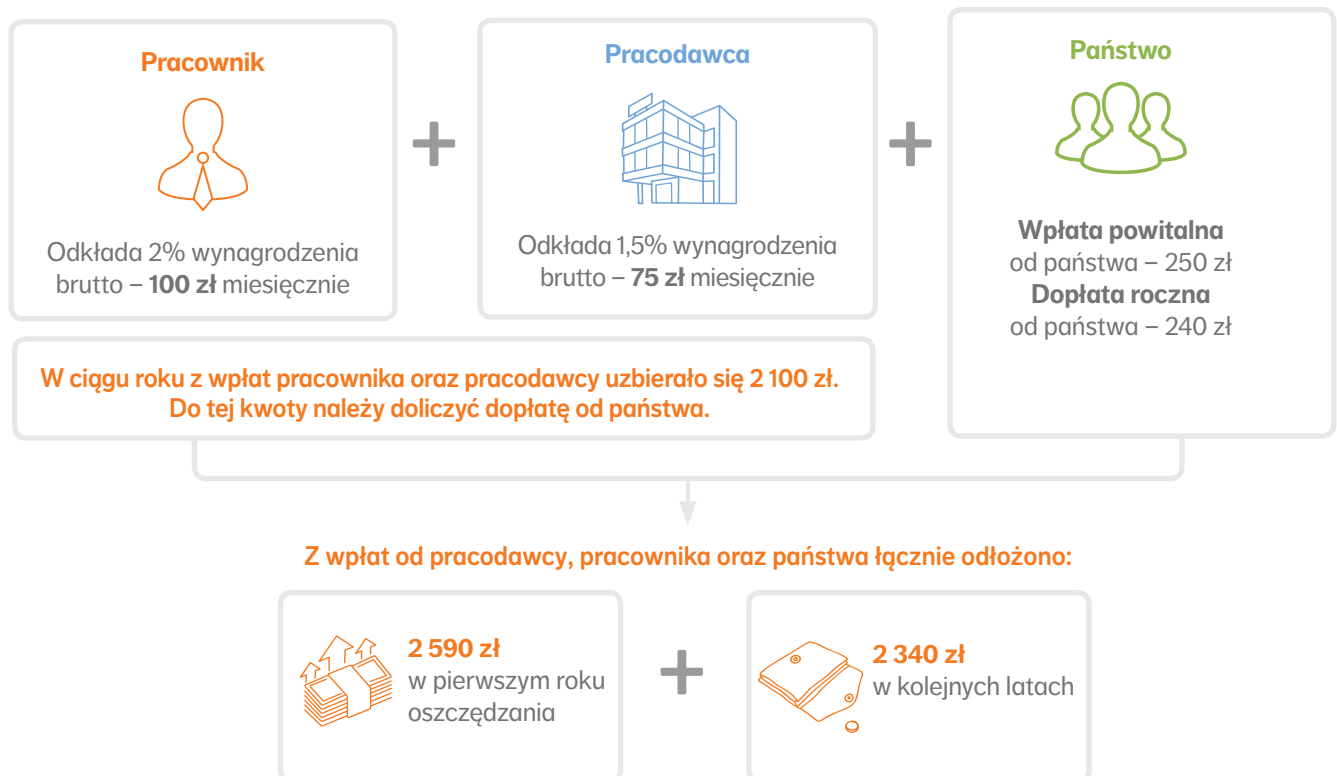 Pracownik
Odkłada 2% wynagrodzenia
brutto – 100 zł miesięcznie
Pracodawca
Odkłada 1,5% wynagrodzenia
brutto – 75 zł miesięcznie
Państwo
Wpłata powitalna
od państwa – 250 zł
Dopłata roczna
od państwa – 240 zł
W ciągu roku z wpłat pracownika oraz pracodawcy uzbierało się 2 100 zł.
Do tej kwoty należy doliczyć dopłatę od państwa.
Z wpłat od pracodawcy, pracownika oraz państwa łącznie odłożono:
2 590 zł
w pierwszym roku
oszczędzania
2 340 zł
w kolejnych latach